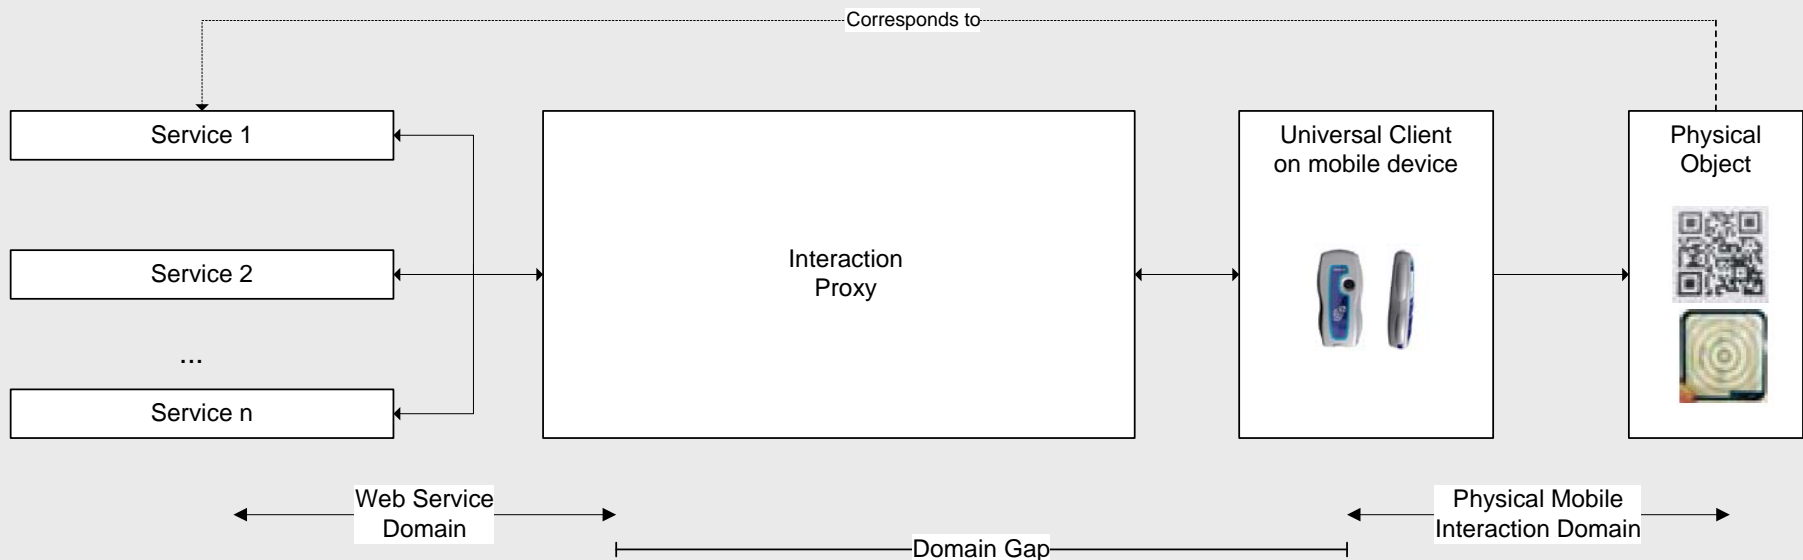 Corresponds to
Service 1
Service 2
...
Service n
Interaction
Proxy
Universal Client
on mobile device
Physical
Object
Web Service
Domain
Physical Mobile
Interaction Domain
Domain Gap